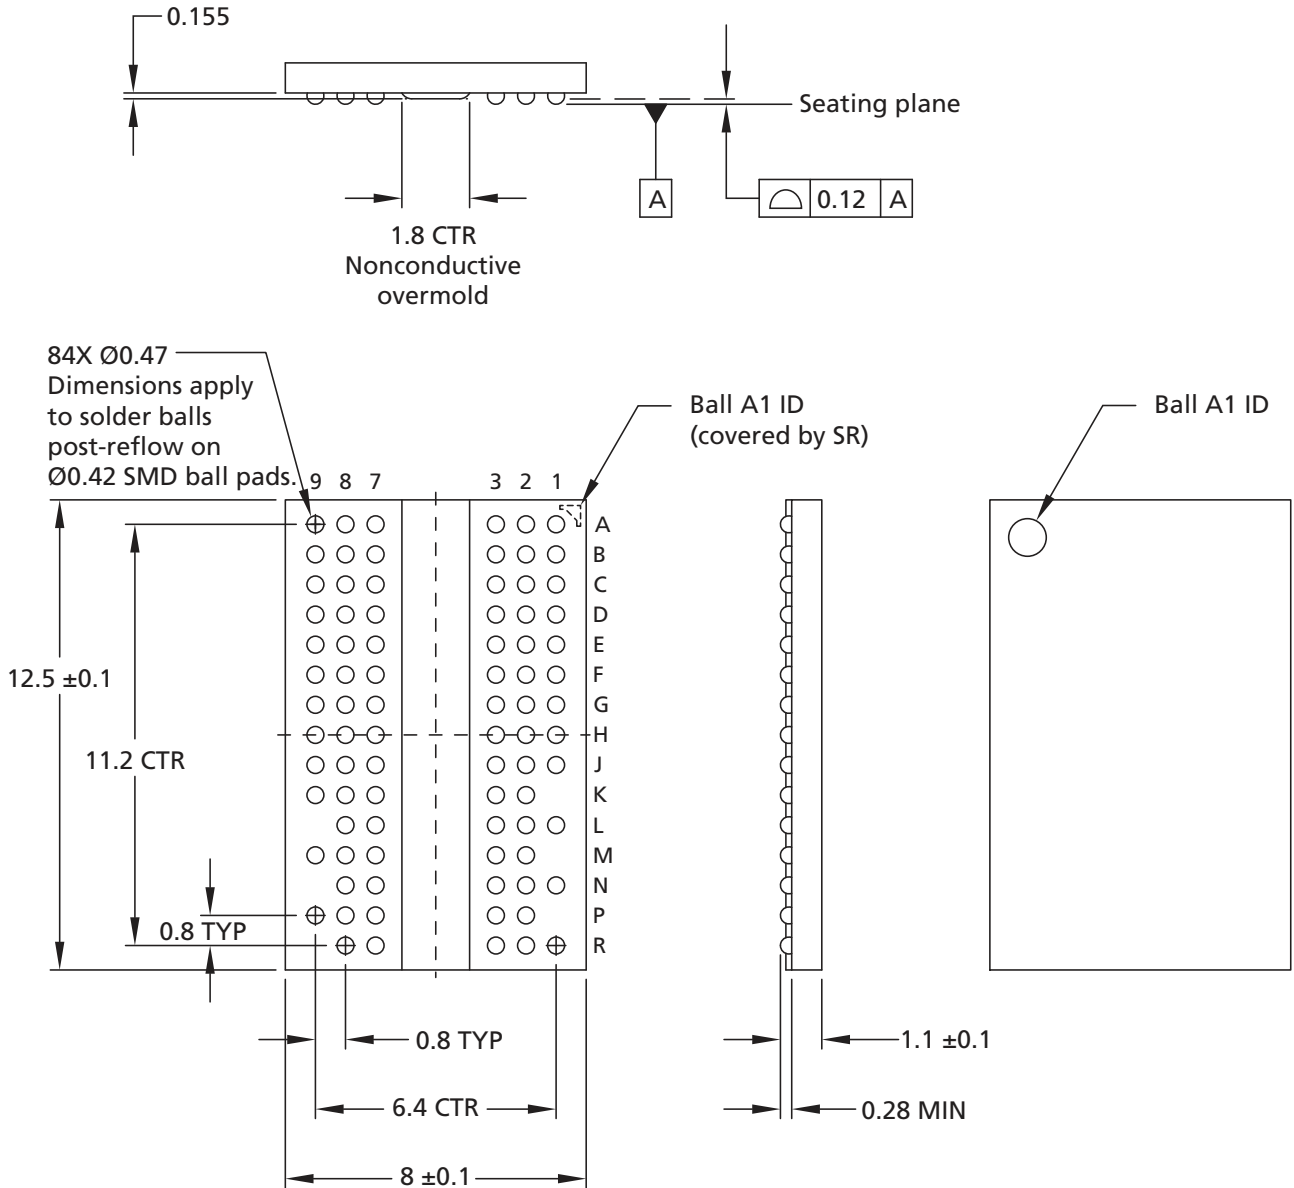 0.155
Seating plane
A
0.12 A
1.8 CTR
Nonconductive
overmold
84X Ø0.47
Dimensions apply
to solder balls
post-reflow on
Ø0.42 SMD ball pads.
Ball A1 ID
(covered by SR)
Ball A1 ID
9 8 7 3 2 1
A
B
C
D
E
F
G
H
J
K
L
M
N
P
R
12.5 ±0.1
11.2 CTR
0.8 TYP
0.8 TYP
1.1 ±0.1
6.4 CTR
0.28 MIN
8 ±0.1